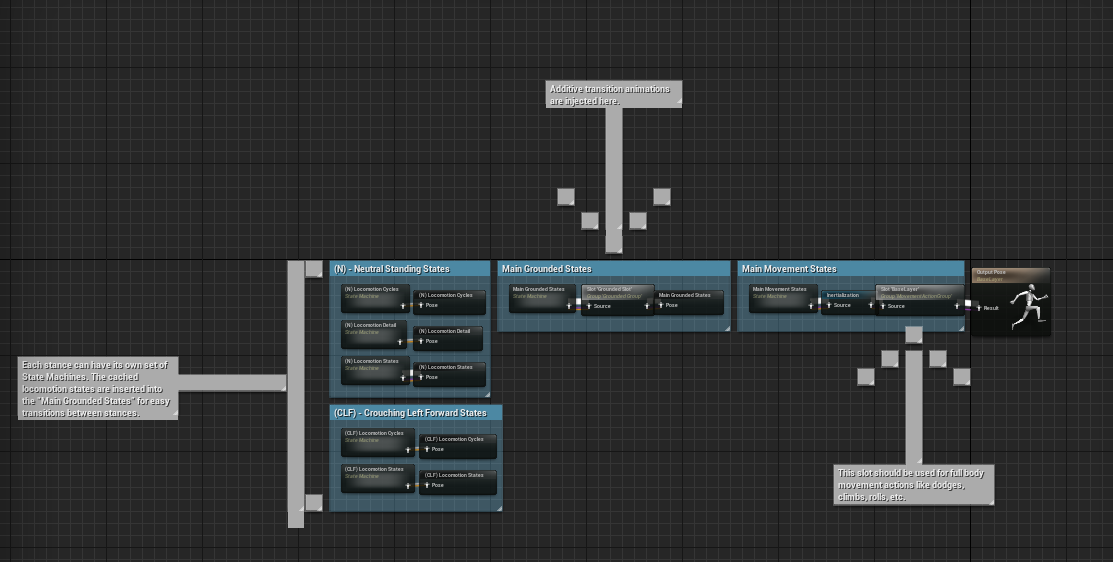 Additive transition animations
are injected here.
(N) - Neutral Standing States
(N) Locomotion Cycles
State Machine
(N) Locomotion Cycles
Pose
(N) Locomotion Detail
State Machine
(N) Locomotion Detail
Pose
(N) Locomotion States
State Machine
(N) Locomotion States
Pose
Main Grounded States
Main Grounded States
State Machine
Slot 'Grounded Slot'
Source
Main Grounded States
Pose
Main Movement States
Main Movement States
State Machine
Inertialization
Source
Slot 'BaseLayer'
Source
Output Pose
BaseLayer
Result
Each stance can have its own set of
State Machines. The cached
locomotion states are inserted into
the "Main Grounded States" for easy
transitions between stances.
(CLF) - Crouching Left Forward States
(CLF) Locomotion Cycles
State Machine
(CLF) Locomotion Cycles
Pose
(CLF) Locomotion States
State Machine
(CLF) Locomotion States
Pose
This slot should be used for full body
movement actions like dodges,
climbs, rolls, etc.